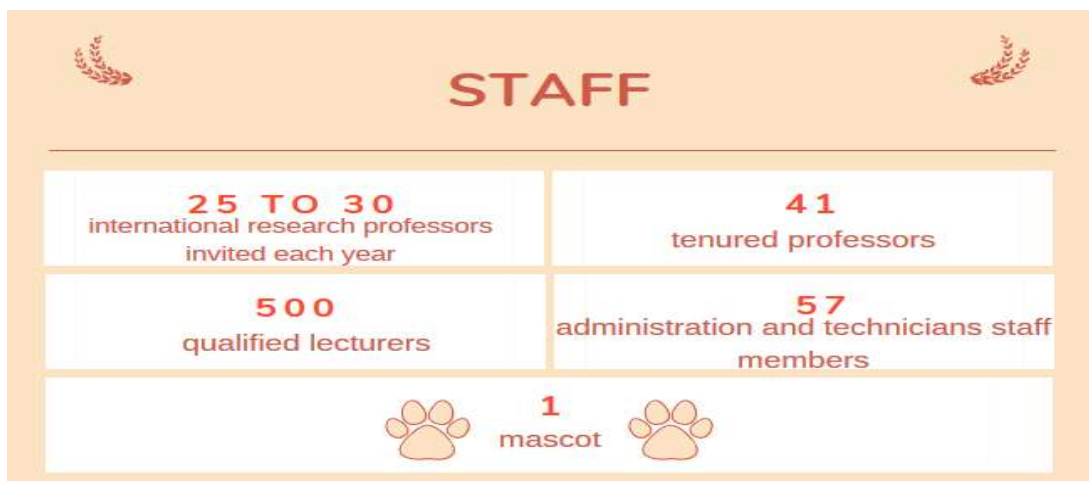 STAFF
25 TO 30
international research professors
invited each year
41
tenured professors
500
qualified lecturers
57
administration and technicians staff
members
1
mascot